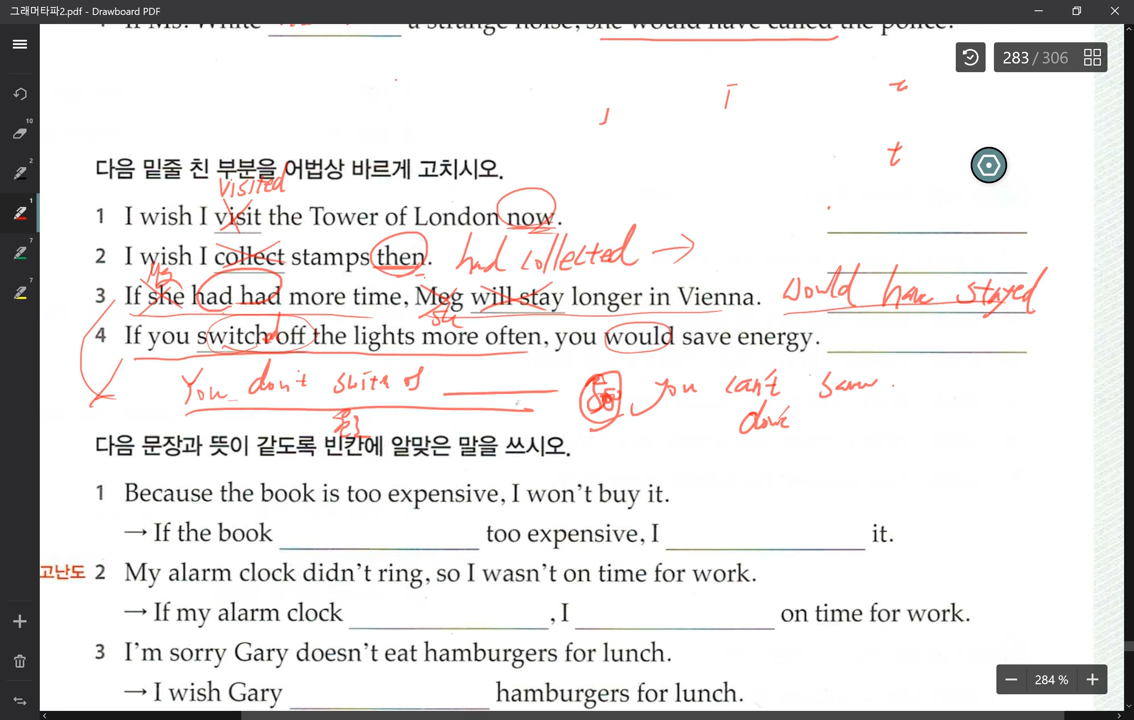 그래머타파2.pdf - Drawboard PDF
a strange noise, she would have called the police.
283 / 306
다음 밑줄 친 부분을 어법상 바르게 고치시오.
visited
1 I wish I visit the Tower of London now.
2 I wish I collect stamps then. had collected →
3 If she had had more time, Meg will stay longer in Vienna. would have stayed
4 If you switch off the lights more often, you would save energy.
You don't you can't save.
다음 문장과 뜻이 같도록 빈칸에 알맞은 말을 쓰시오.
1 Because the book is too expensive, I won't buy it.
→ If the book too expensive, I it.
고난도 2 My alarm clock didn't ring, so I wasn't on time for work.
→ If my alarm clock , I on time for work.
3 I'm sorry Gary doesn't eat hamburgers for lunch.
→ I wish Gary hamburgers for lunch.
284 %